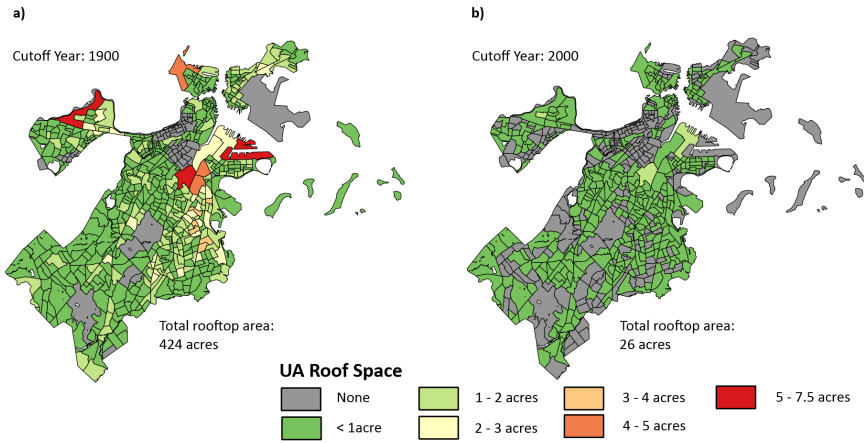 a)
Cutoff Year: 1900
Total rooftop area:
424 acres
b)
Cutoff Year: 2000
Total rooftop area:
26 acres
UA Roof Space
None
< 1acre
1 - 2 acres
2 - 3 acres
3 - 4 acres
4 - 5 acres
5 - 7.5 acres